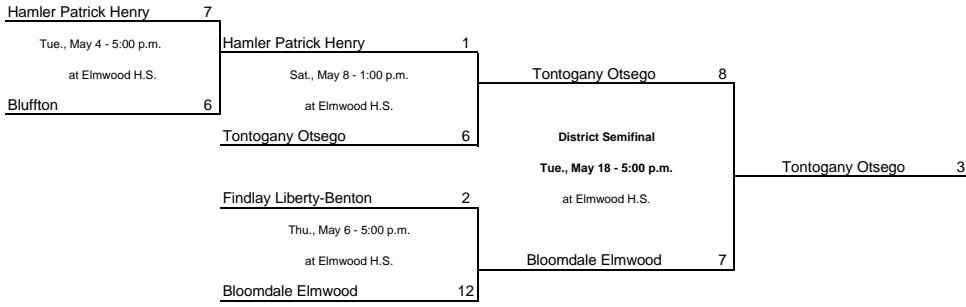 Hamler Patrick Henry 7
Tue., May 4 - 5:00 p.m.
at Elmwood H.S.
Bluffton 6
Hamler Patrick Henry 1
Sat., May 8 - 1:00 p.m.
at Elmwood H.S.
Tontogany Otsego 6
Findlay Liberty-Benton 2
Thu., May 6 - 5:00 p.m.
at Elmwood H.S.
Bloomdale Elmwood 12
Tontogany Otsego 8
District Semifinal
Tue., May 18 - 5:00 p.m.
at Elmwood H.S.
Bloomdale Elmwood 7
Tontogany Otsego 3